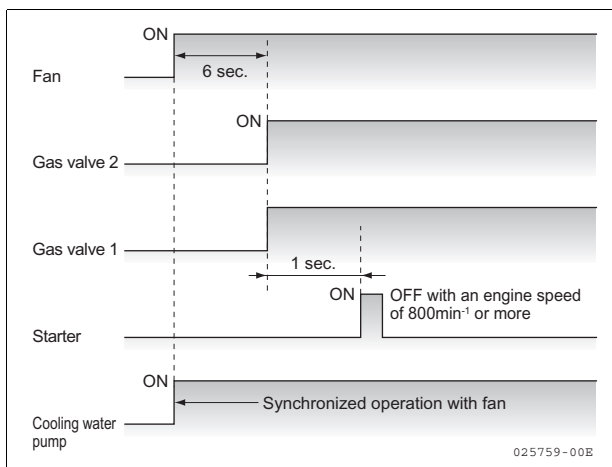 ON
Fan
6 sec.
ON
Gas valve 2
Gas valve 1
1 sec.
ON
OFF with an engine speed
of 800min⁻¹ or more
Starter
ON
Synchronized operation with fan
Cooling water
pump
025759-00E